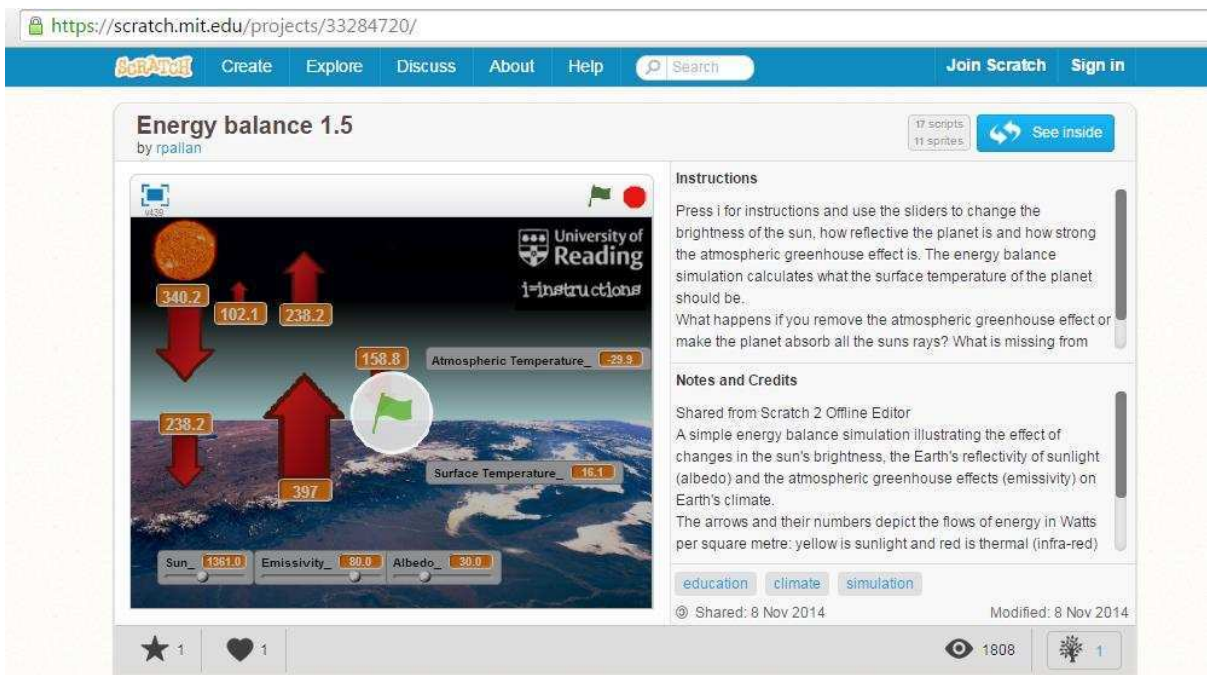 https://scratch.mit.edu/projects/33284720/
SCRATCH Create Explore Discuss About Help Search Join Scratch Sign in
Energy balance 1.5
by rpallan
17 scripts
11 sprites
See inside
v439
University of
Reading
i=instructions
340.2
102.1
238.2
158.8
Atmospheric Temperature_ -29.9
238.2
397
Surface Temperature_ 16.1
Sun_ 1361.0 Emissivity_ 80.0 Albedo_ 30.0
Instructions
Press i for instructions and use the sliders to change the
brightness of the sun, how reflective the planet is and how strong
the atmospheric greenhouse effect is. The energy balance
simulation calculates what the surface temperature of the planet
should be.
What happens if you remove the atmospheric greenhouse effect or
make the planet absorb all the suns rays? What is missing from
Notes and Credits
Shared from Scratch 2 Offline Editor
A simple energy balance simulation illustrating the effect of
changes in the sun's brightness, the Earth's reflectivity of sunlight
(albedo) and the atmospheric greenhouse effects (emissivity) on
Earth's climate.
The arrows and their numbers depict the flows of energy in Watts
per square metre: yellow is sunlight and red is thermal (infra-red)
education climate simulation
Shared: 8 Nov 2014 Modified: 8 Nov 2014
1 1 1808 1